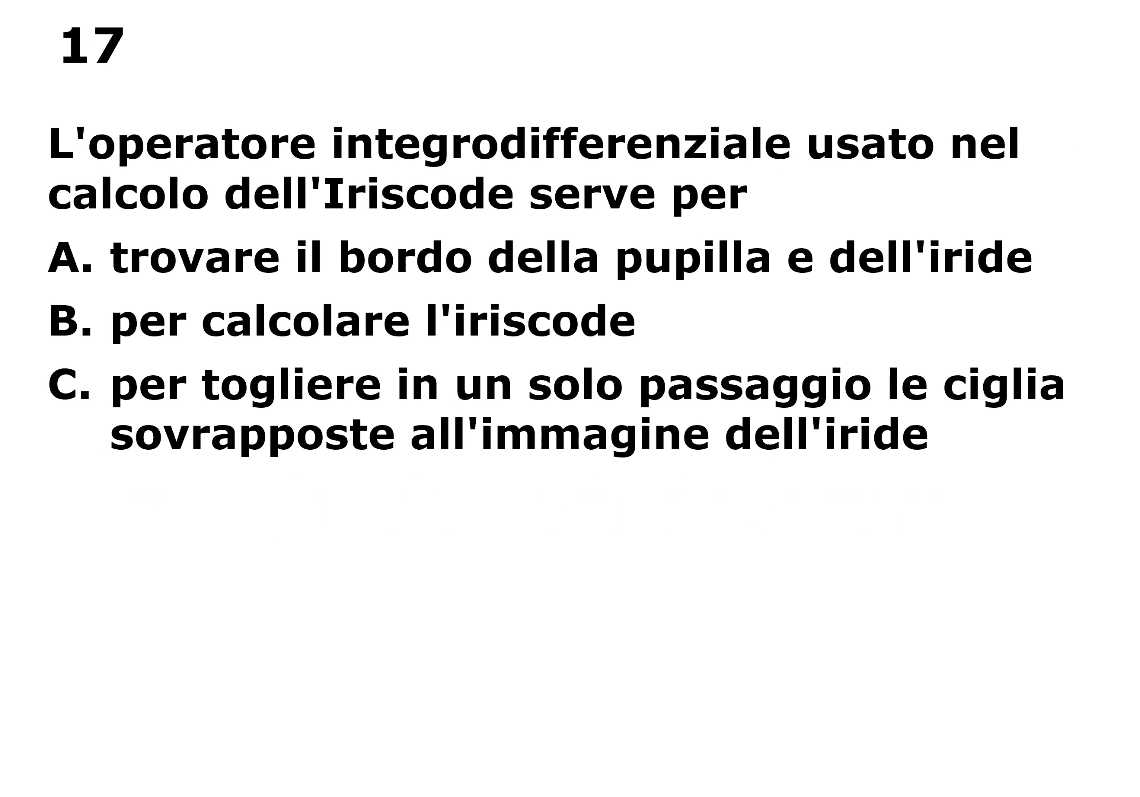 17
L'operatore integrodifferenziale usato nel
calcolo dell'Iriscode serve per
A. trovare il bordo della pupilla e dell'iride
B. per calcolare l'iriscode
C. per togliere in un solo passaggio le ciglia
sovrapposte all'immagine dell'iride